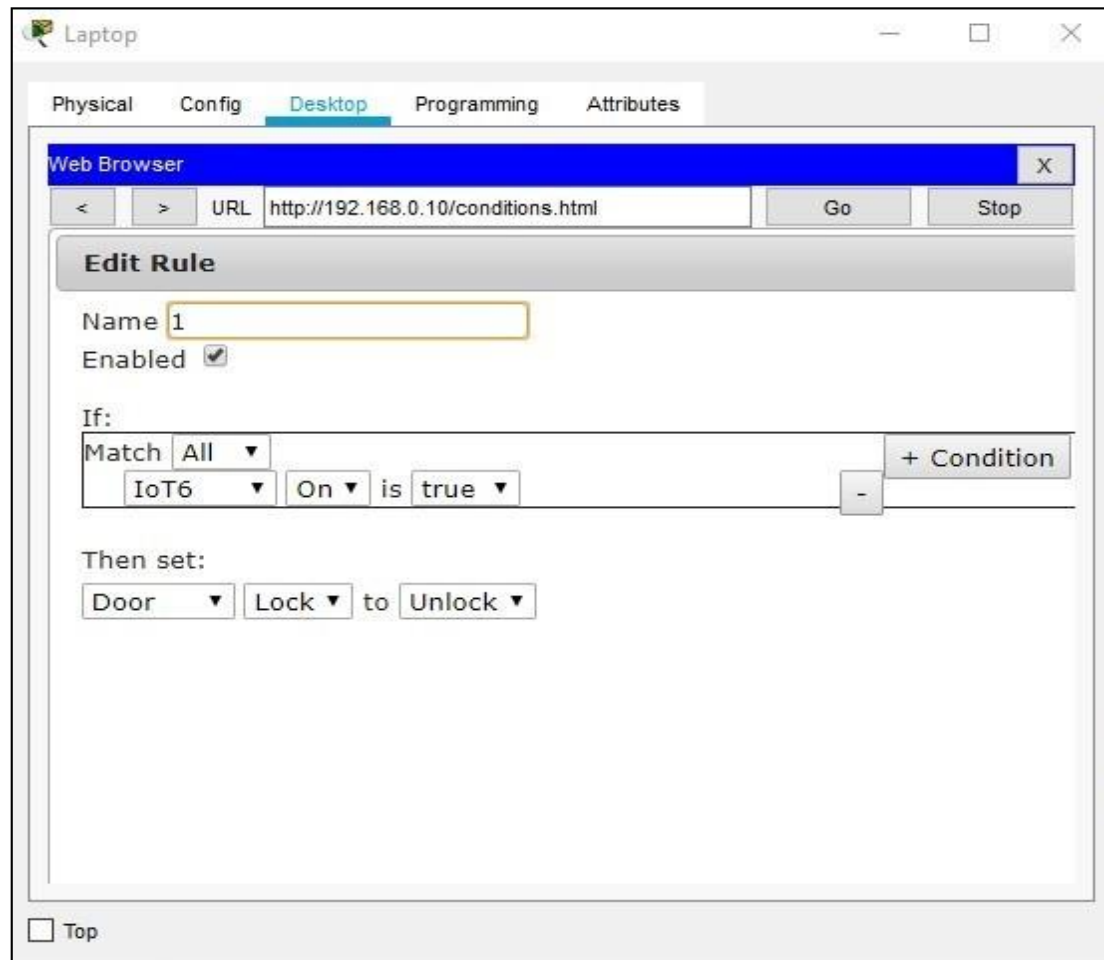 Laptop
Physical Config Desktop Programming Attributes
Web Browser X
< > URL http://192.168.0.10/conditions.html Go Stop
Edit Rule
Name 1
Enabled
If:
Match All + Condition
IoT6 On is true -
Then set:
Door Lock to Unlock
Top